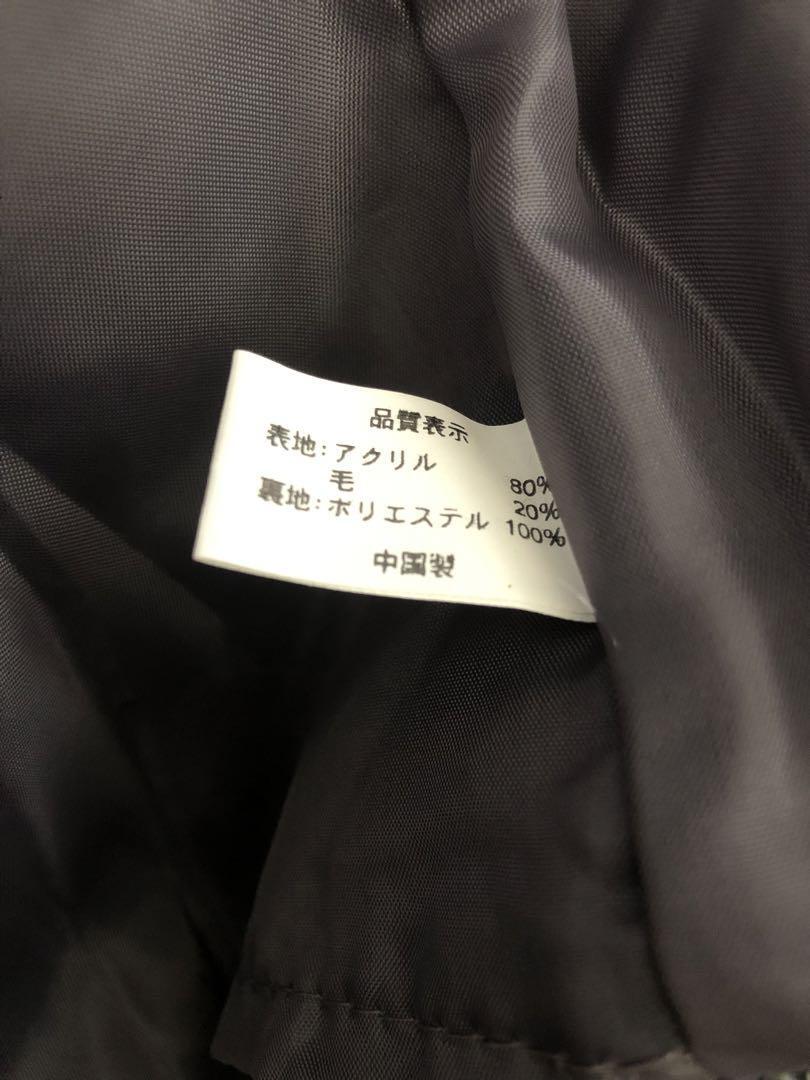 品質表示
表地:アクリル 80%
毛 20%
裏地:ポリエステル 100%
中国製